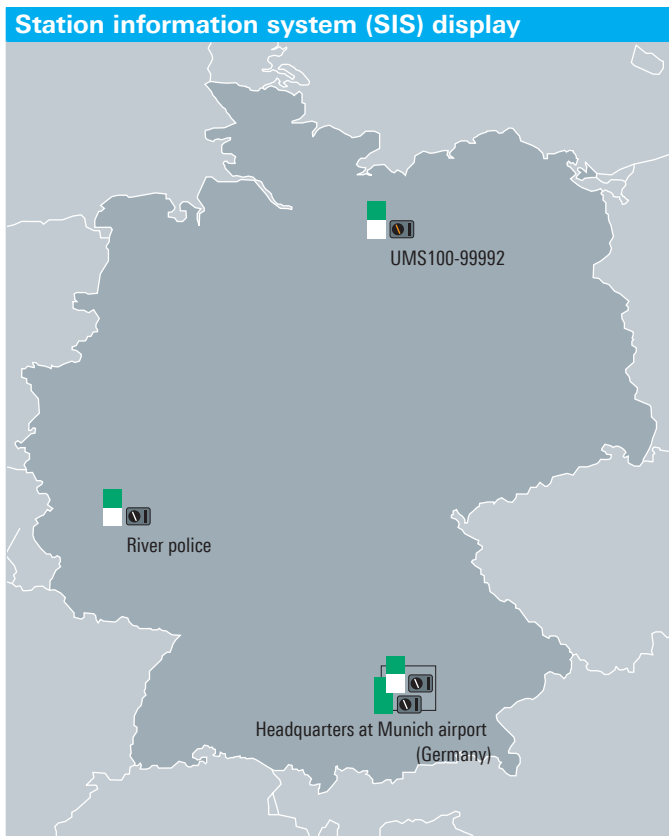 Station information system (SIS) display
UMS100-99992
River police
Headquarters at Munich airport
(Germany)